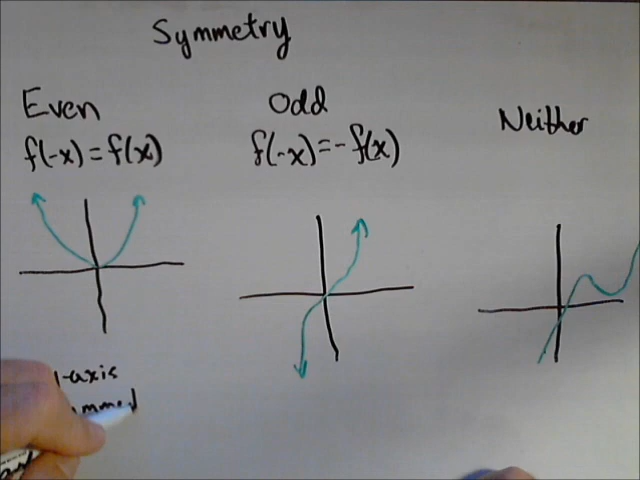 Symmetry
Even
f(-x) = f(x)
Odd
f(-x) = -f(x)
Neither
-axis